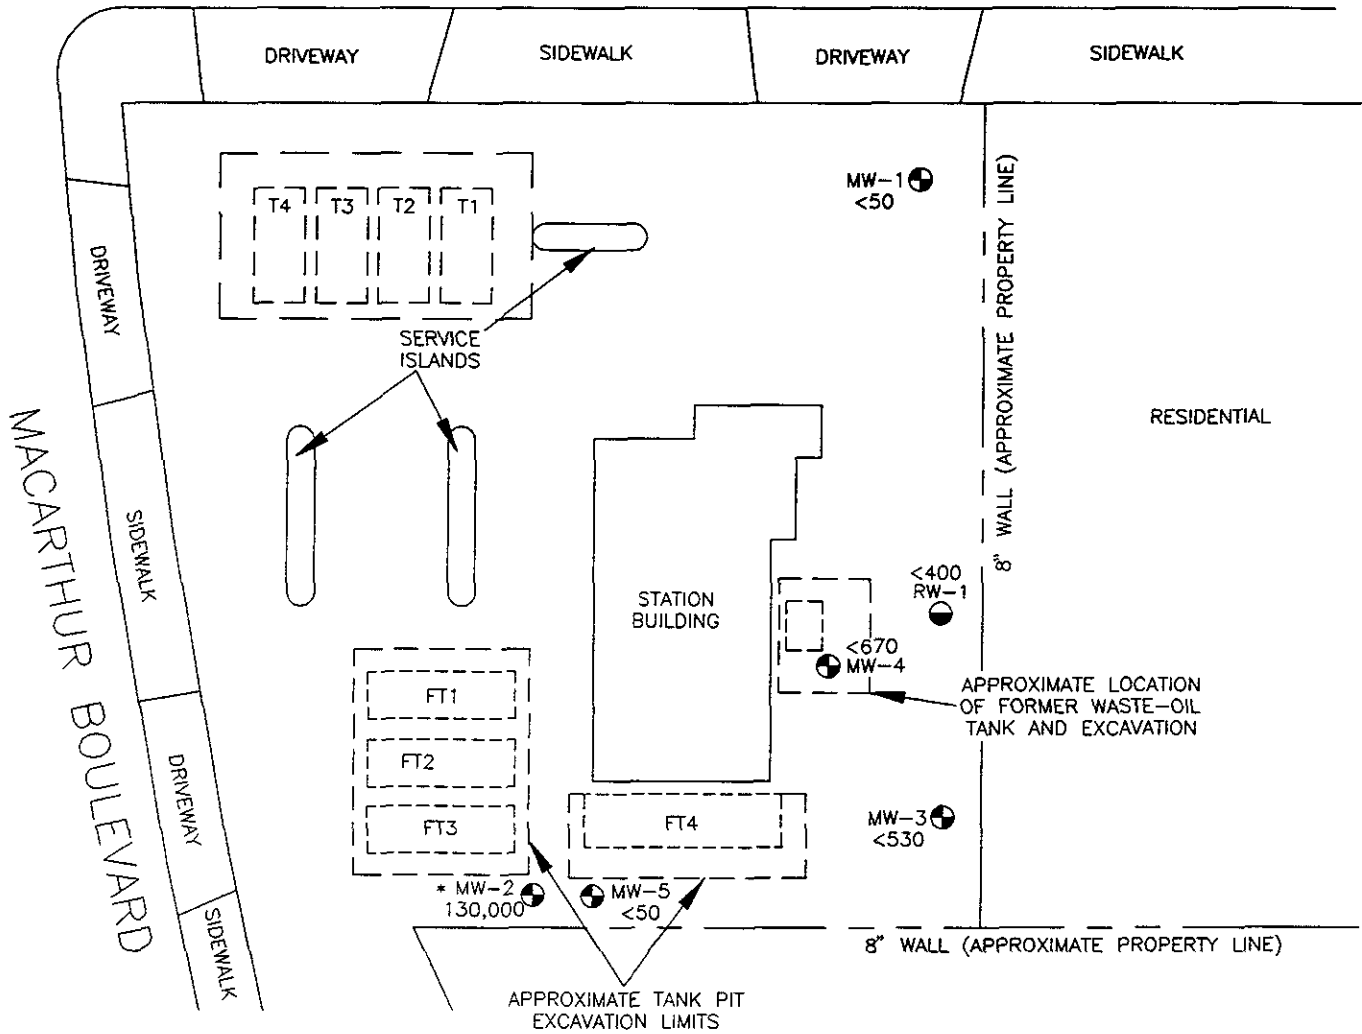 DRIVEWAY
SIDEWALK
DRIVEWAY
SIDEWALK
MW-1
<50
T4
T3
T2
T1
8" WALL (APPROXIMATE PROPERTY LINE)
DRIVEWAY
SERVICE
ISLANDS
RESIDENTIAL
MACARTHUR BOULEVARD
SIDEWALK
<400
RW-1
STATION
BUILDING
<670
MW-4
APPROXIMATE LOCATION
OF FORMER WASTE-OIL
TANK AND EXCAVATION
FT1
FT2
FT3
DRIVEWAY
FT4
MW-3
<530
* MW-2
130,000
MW-5
<50
SIDEWALK
8" WALL (APPROXIMATE PROPERTY LINE)
APPROXIMATE TANK PIT
EXCAVATION LIMITS